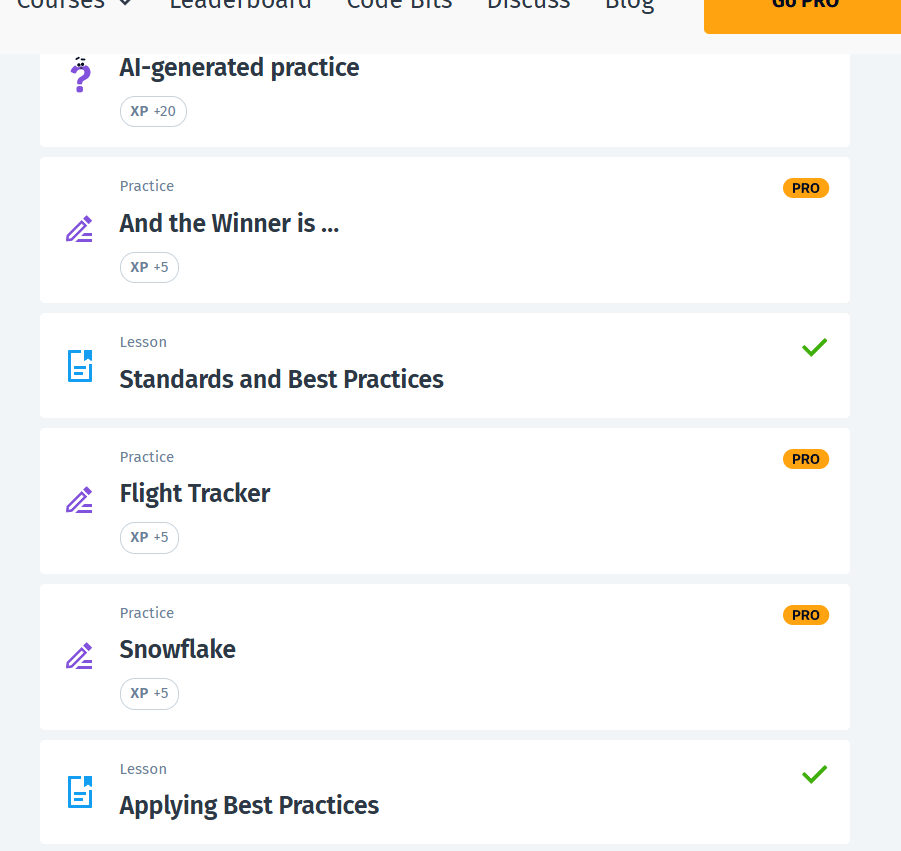 Courses Leaderboard Code Bits Discuss Blog Go PRO
AI-generated practice
XP +20
Practice
PRO
And the Winner is ...
XP +5
Lesson
Standards and Best Practices
Practice
PRO
Flight Tracker
XP +5
Practice
PRO
Snowflake
XP +5
Lesson
Applying Best Practices